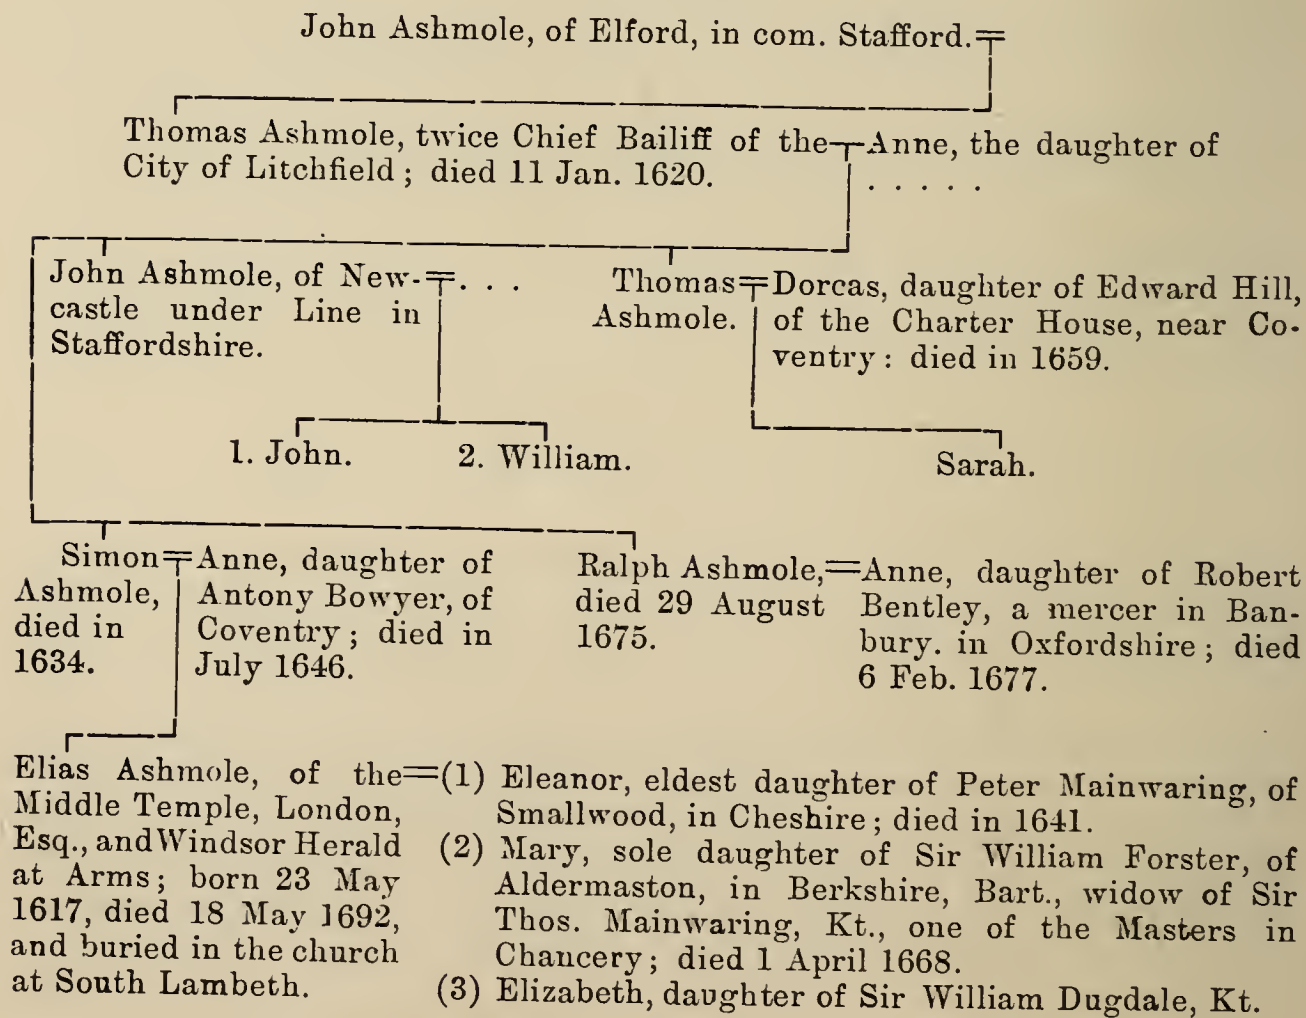 John Ashmole, of Elford, in com. Stafford.
Thomas Ashmole, twice Chief Bailiff of the
City of Litchfield; died 11 Jan. 1620.
Anne, the daughter of
. . . . .
John Ashmole, of New-
castle under Line in
Staffordshire.
. . .
Thomas
Ashmole.
Dorcas, daughter of Edward Hill,
of the Charter House, near Co-
ventry: died in 1659.
1. John.
2. William.
Sarah.
Simon
Ashmole,
died in
1634.
Anne, daughter of
Antony Bowyer, of
Coventry; died in
July 1646.
Ralph Ashmole,
died 29 August
1675.
Anne, daughter of Robert
Bentley, a mercer in Ban-
bury. in Oxfordshire; died
6 Feb. 1677.
Elias Ashmole, of the
Middle Temple, London,
Esq., and Windsor Herald
at Arms; born 23 May
1617, died 18 May 1692,
and buried in the church
at South Lambeth.
(1) Eleanor, eldest daughter of Peter Mainwaring, of
Smallwood, in Cheshire; died in 1641.
(2) Mary, sole daughter of Sir William Forster, of
Aldermaston, in Berkshire, Bart., widow of Sir
Thos. Mainwaring, Kt., one of the Masters in
Chancery; died 1 April 1668.
(3) Elizabeth, daughter of Sir William Dugdale, Kt.